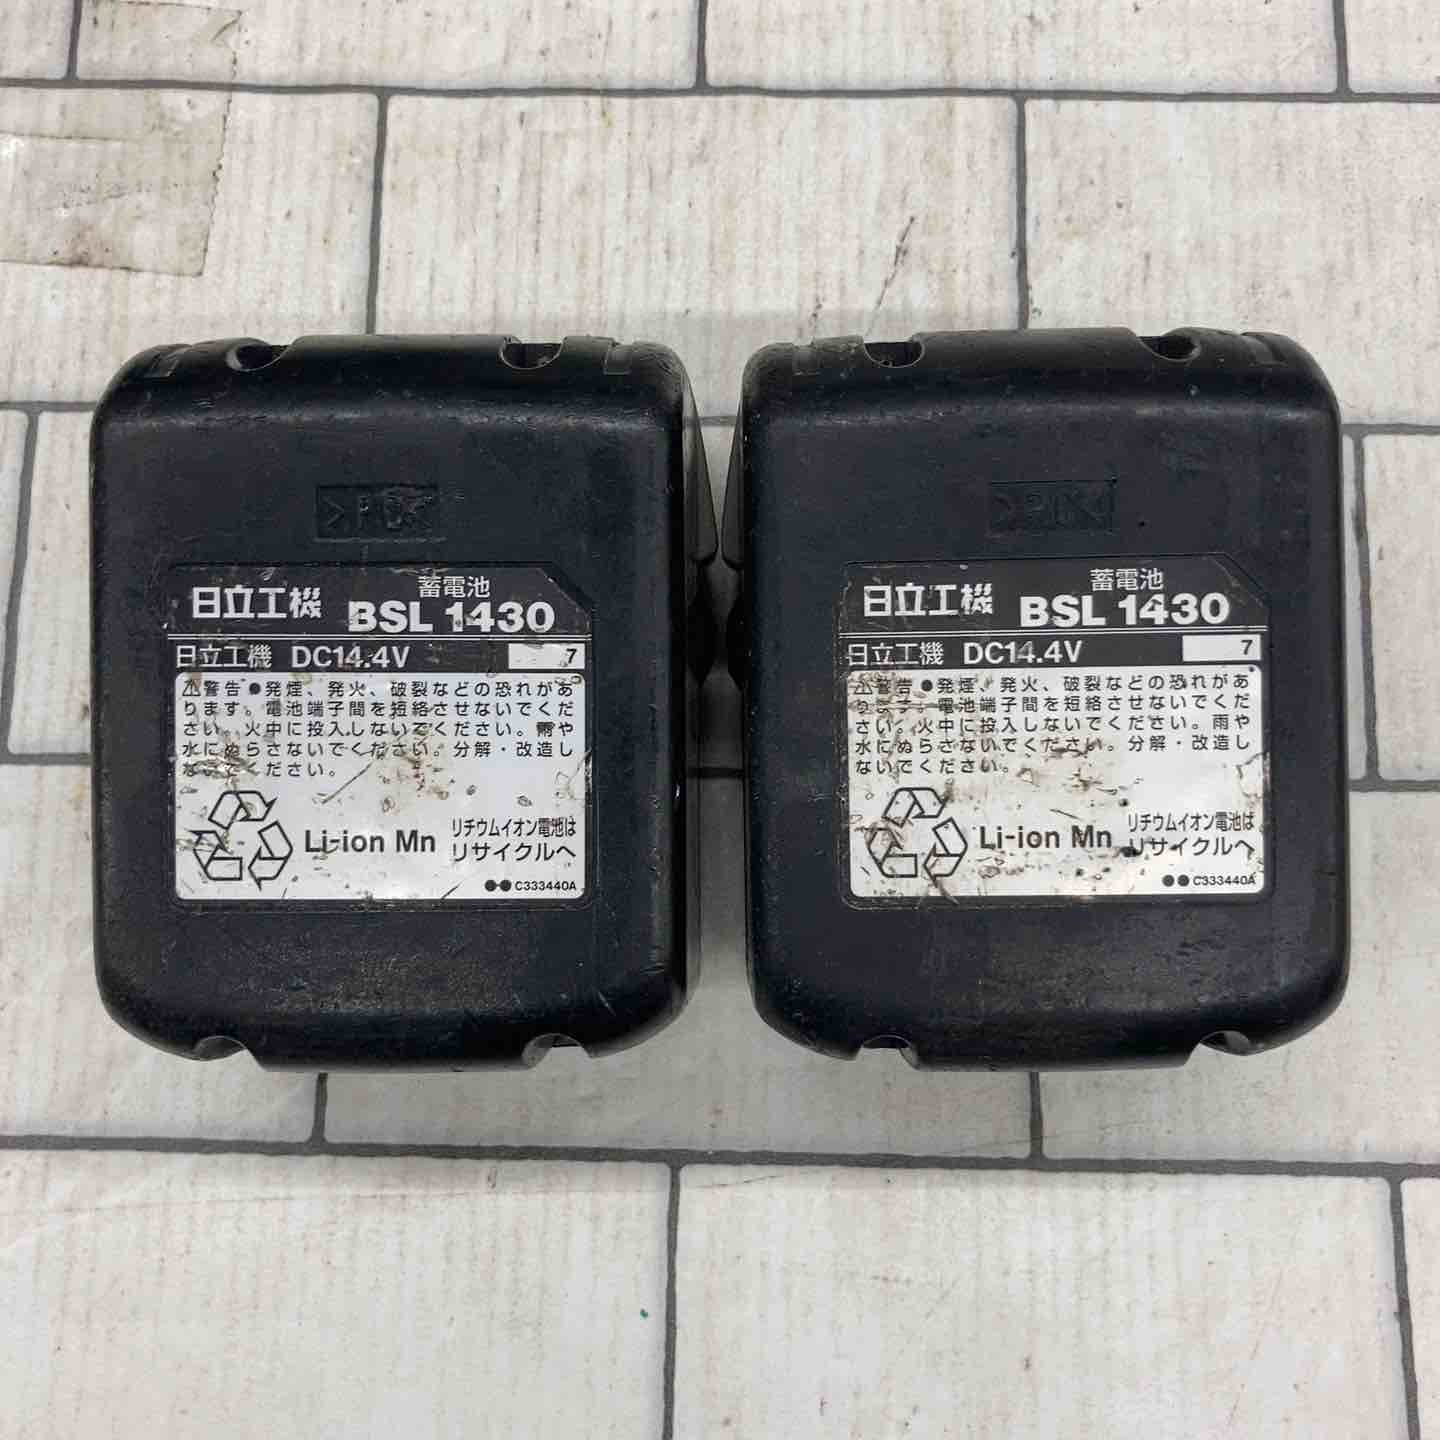 日立工機 蓄電池
BSL 1430
日立工機 DC14.4V 7
⚠警告 ●発煙、発火、破裂などの恐れがあ
ります。電池端子間を短絡させないでくだ
さい。火中に投入しないでください。雨や
水にぬらさないでください。分解・改造し
ないでください。
Li-ion Mn リチウムイオン電池は
リサイクルへ
●●C333440A
日立工機 蓄電池
BSL 1430
日立工機 DC14.4V 7
⚠警告 ●発煙、発火、破裂などの恐れがあ
ります。電池端子間を短絡させないでくだ
さい。火中に投入しないでください。雨や
水にぬらさないでください。分解・改造し
ないでください。
Li-ion Mn リチウムイオン電池は
リサイクルへ
●●C333440A